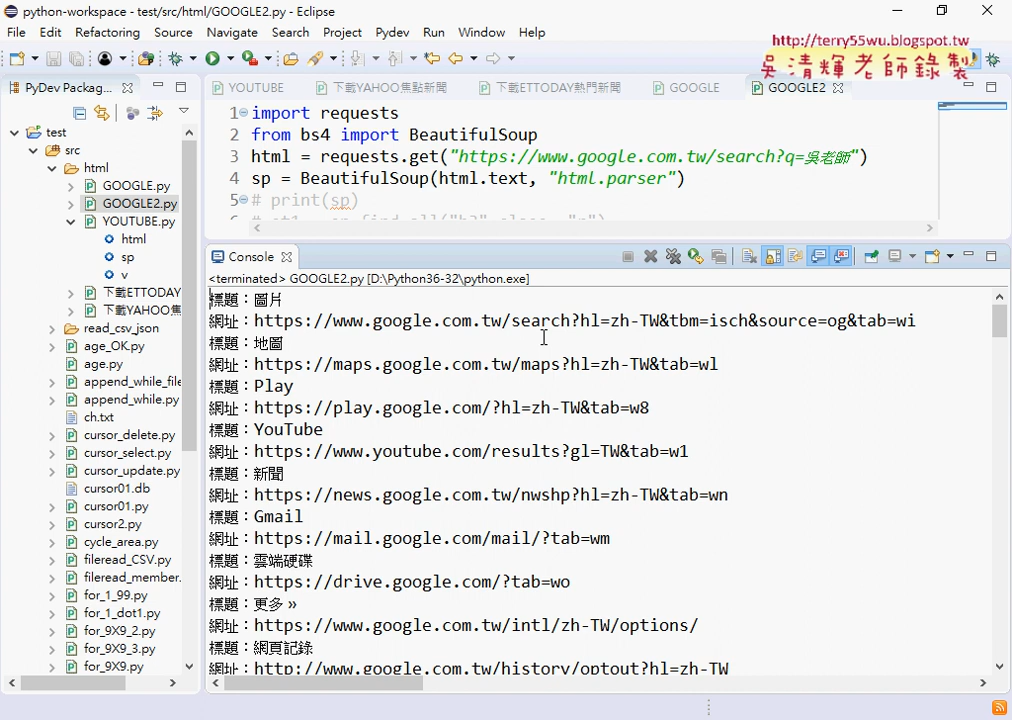 python-workspace - test/src/html/GOOGLE2.py - Eclipse
File Edit Refactoring Source Navigate Search Project Pydev Run Window Help
http://terry55wu.blogspot.tw
吳清輝老師錄製
PyDev Packag...
YOUTUBE 下載YAHOO焦點新聞 下載ETTODAY熱門新聞 GOOGLE GOOGLE2
test
src
html
GOOGLE.py
GOOGLE2.py
YOUTUBE.py
html
sp
v
下載ETTODAY
下載YAHOO焦
read_csv_json
age_OK.py
age.py
append_while_file
append_while.py
ch.txt
cursor_delete.py
cursor_select.py
cursor_update.py
cursor01.db
cursor01.py
cursor2.py
cycle_area.py
fileread_CSV.py
fileread_member.
for_1_99.py
for_1_dot1.py
for_9X9_2.py
for_9X9_3.py
for_9X9.py
1 import requests
2 from bs4 import BeautifulSoup
3 html = requests.get("https://www.google.com.tw/search?q=吳老師")
4 sp = BeautifulSoup(html.text, "html.parser")
5 # print(sp)
Console
<terminated> GOOGLE2.py [D:\Python36-32\python.exe]
標題：圖片
網址：https://www.google.com.tw/search?hl=zh-TW&tbm=isch&source=og&tab=wi
標題：地圖
網址：https://maps.google.com.tw/maps?hl=zh-TW&tab=wl
標題：Play
網址：https://play.google.com/?hl=zh-TW&tab=w8
標題：YouTube
網址：https://www.youtube.com/results?gl=TW&tab=w1
標題：新聞
網址：https://news.google.com.tw/nwshp?hl=zh-TW&tab=wn
標題：Gmail
網址：https://mail.google.com/mail/?tab=wm
標題：雲端硬碟
網址：https://drive.google.com/?tab=wo
標題：更多 »
網址：https://www.google.com.tw/intl/zh-TW/options/
標題：網頁記錄
網址：http://www.google.com.tw/history/optout?hl=zh-TW